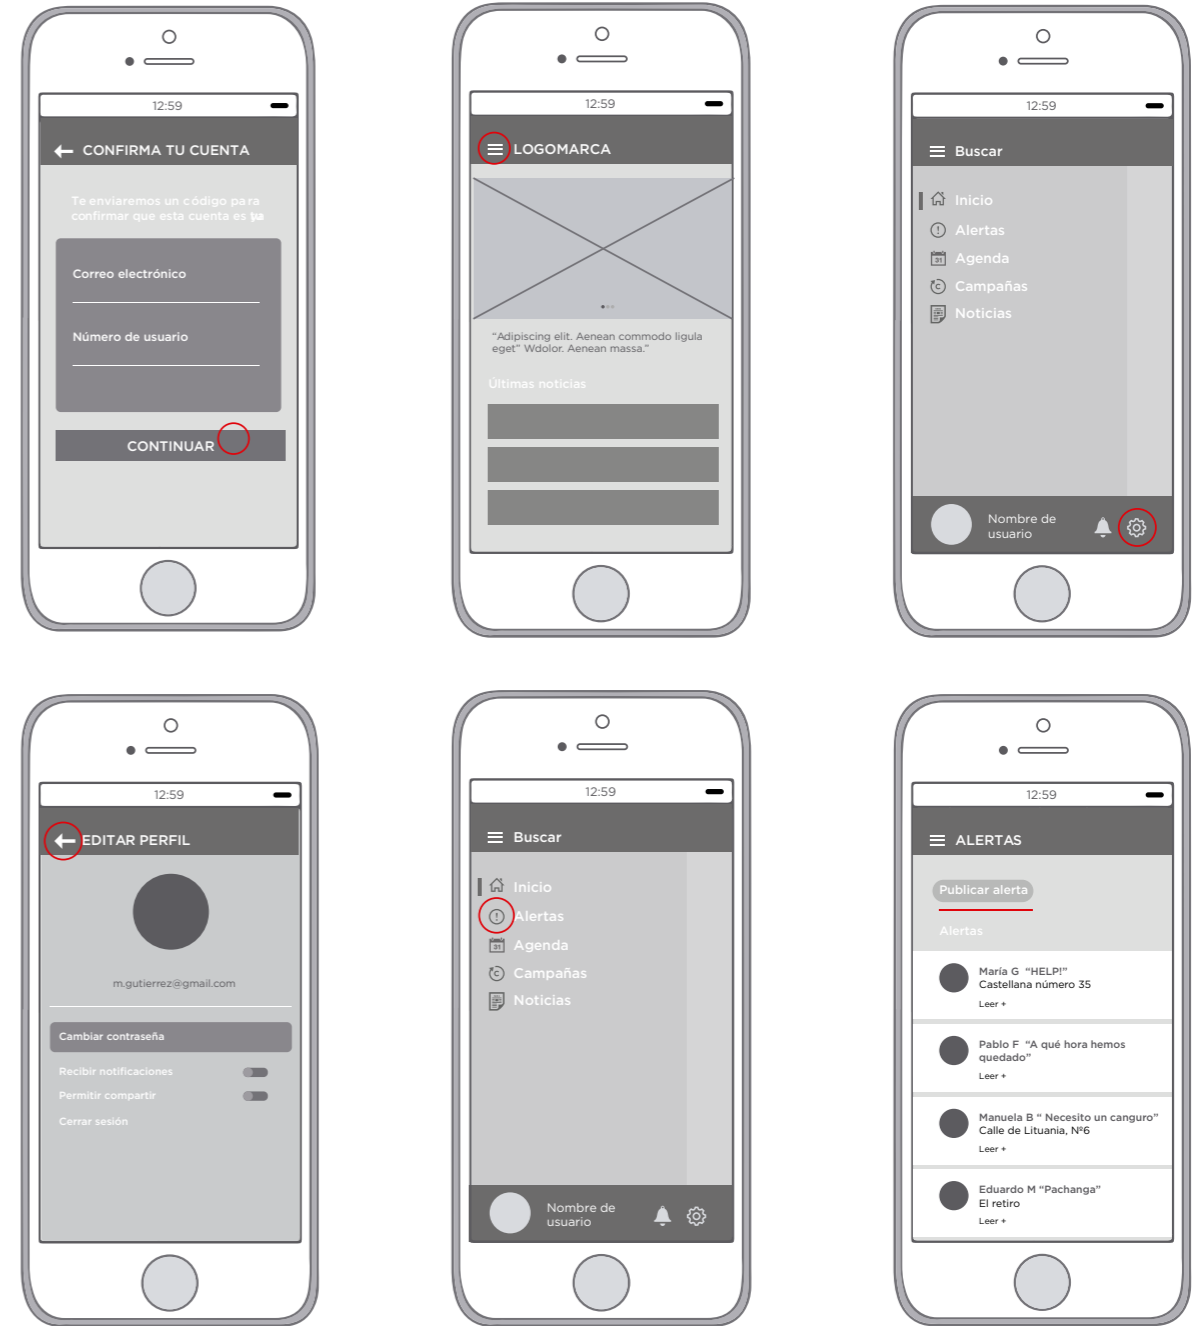 12:59
CONFIRMA TU CUENTA
Te enviaremos un código para
confirmar que esta cuenta es tuya
Correo electrónico
Número de usuario
CONTINUAR
12:59
LOGOMARCA
“Adipiscing elit. Aenean commodo ligula
eget” Wdolor. Aenean massa.”
Últimas noticias
12:59
Buscar
Inicio
Alertas
31 Agenda
C Campañas
Noticias
Nombre de
usuario
12:59
EDITAR PERFIL
m.gutierrez@gmail.com
Cambiar contraseña
Recibir notificaciones
Permitir compartir
Cerrar sesión
12:59
Buscar
Inicio
Alertas
31 Agenda
C Campañas
Noticias
Nombre de
usuario
12:59
ALERTAS
Publicar alerta
Alertas
María G “HELP!”
Castellana número 35
Leer +
Pablo F “A qué hora hemos
quedado”
Leer +
Manuela B “ Necesito un canguro”
Calle de Lituania, Nº6
Leer +
Eduardo M “Pachanga”
El retiro
Leer +